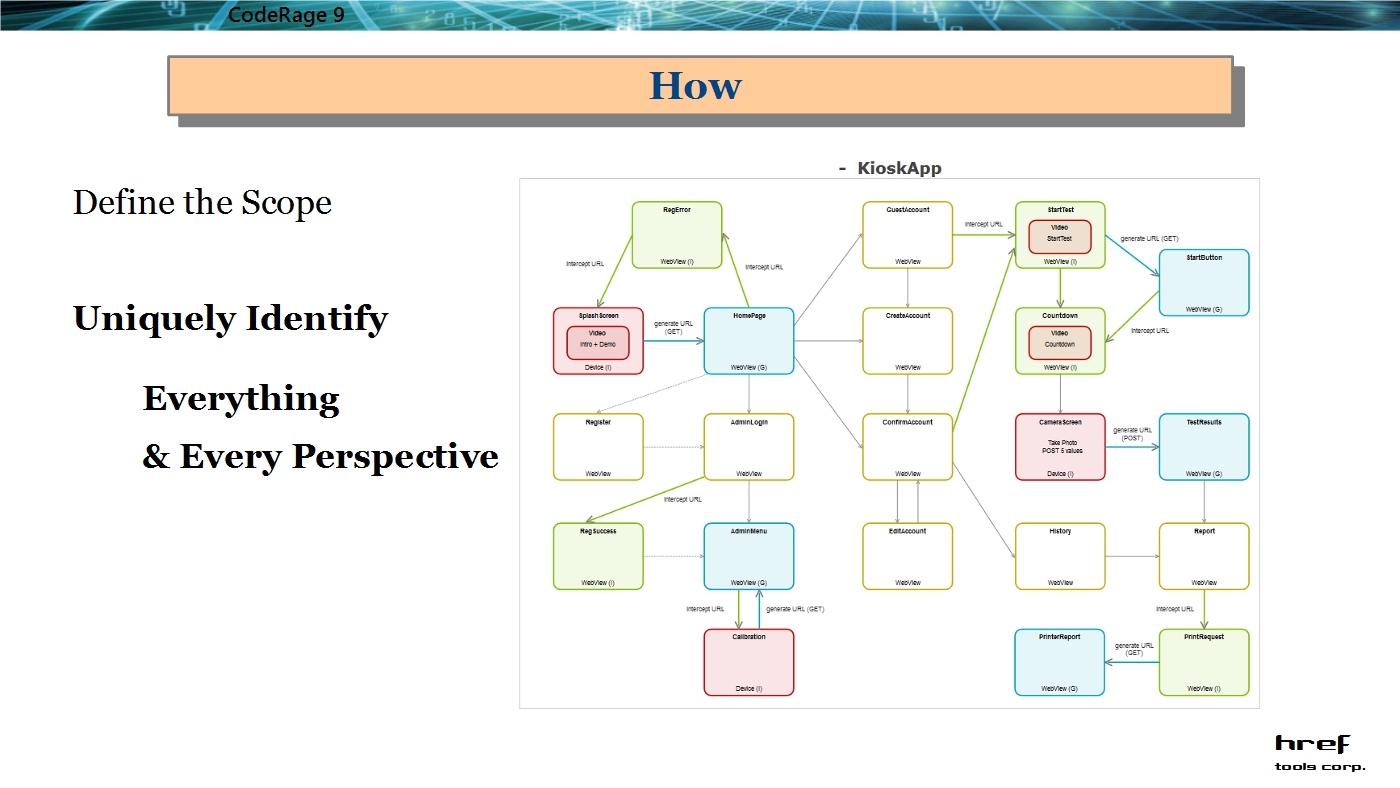 CodeRage 9
How
Define the Scope
Uniquely Identify
Everything
& Every Perspective
- KioskApp
RegError
WebView (I)
Intercept URL
Intercept URL
SplashScreen
Video
Intro + Demo
Device (I)
generate URL
(GET)
HomePage
WebView (G)
Register
WebView
AdminLogin
WebView
Intercept URL
RegSuccess
WebView (I)
AdminMenu
WebView (G)
Intercept URL
generate URL (GET)
Calibration
Device (I)
GuestAccount
WebView
Intercept URL
CreateAccount
WebView
ConfirmAccount
WebView
EditAccount
WebView
StartTest
Video
StartTest
WebView (I)
generate URL (GET)
StartButton
WebView (G)
Intercept URL
Countdown
Video
Countdown
WebView (I)
CameraScreen
Take Photo
POST 5 values
Device (I)
generate URL
(POST)
TestResults
WebView (G)
History
WebView
Report
WebView
Intercept URL
PrinterReport
WebView (G)
generate URL
(GET)
PrintRequest
WebView (I)
href
tools corp.